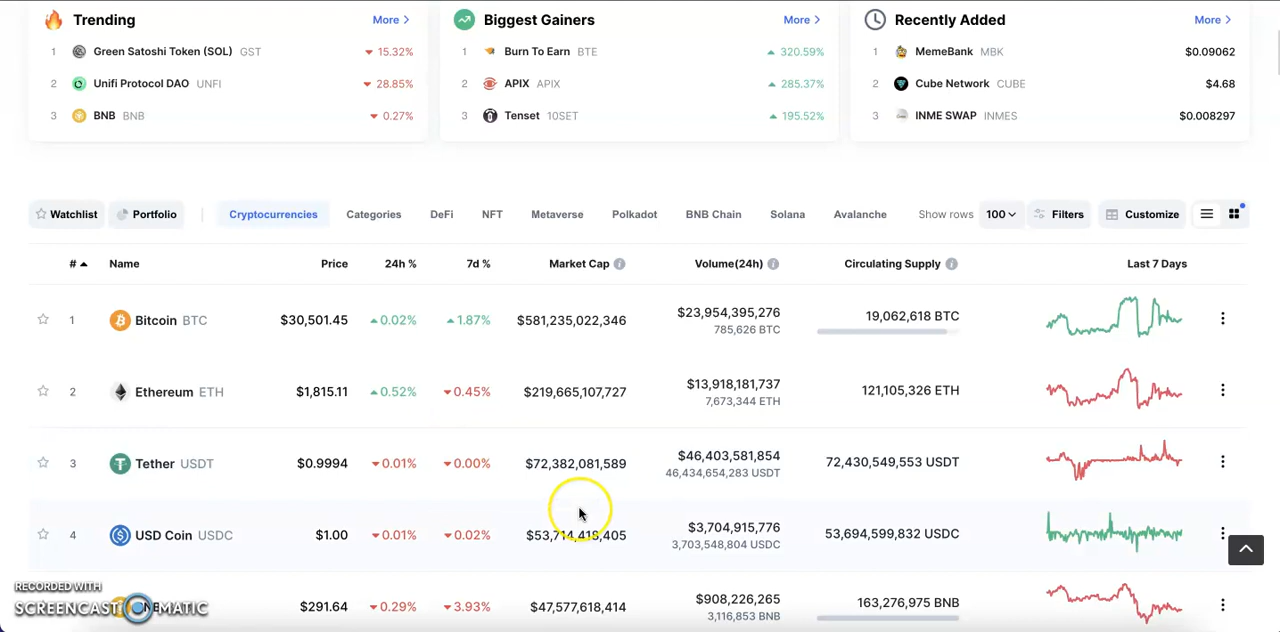 Trending More >
1 Green Satoshi Token (SOL) GST 15.32%
2 Unifi Protocol DAO UNFI 28.85%
3 BNB BNB 0.27%
Biggest Gainers More >
1 Burn To Earn BTE 320.59%
2 APIX APIX 285.37%
3 Tenset 10SET 195.52%
Recently Added More >
1 MemeBank MBK $0.09062
2 Cube Network CUBE $4.68
3 INME SWAP INMES $0.008297
Watchlist Portfolio Cryptocurrencies Categories DeFi NFT Metaverse Polkadot BNB Chain Solana Avalanche Show rows 100 Filters Customize
# Name Price 24h % 7d % Market Cap Volume(24h) Circulating Supply Last 7 Days
1 Bitcoin BTC $30,501.45 0.02% 1.87% $581,235,022,346 $23,954,395,276 19,062,618 BTC
785,626 BTC
2 Ethereum ETH $1,815.11 0.52% 0.45% $219,665,107,727 $13,918,181,737 121,105,326 ETH
7,673,344 ETH
3 Tether USDT $0.9994 0.01% 0.00% $72,382,081,589 $46,403,581,854 72,430,549,553 USDT
46,434,654,283 USDT
4 USD Coin USDC $1.00 0.01% 0.02% $53,714,418,405 $3,704,915,776 53,694,599,832 USDC
3,703,548,804 USDC
$291.64 0.29% 3.93% $47,577,618,414 $908,226,265 163,276,975 BNB
3,116,853 BNB
RECORDED WITH
SCREENCAST MATIC